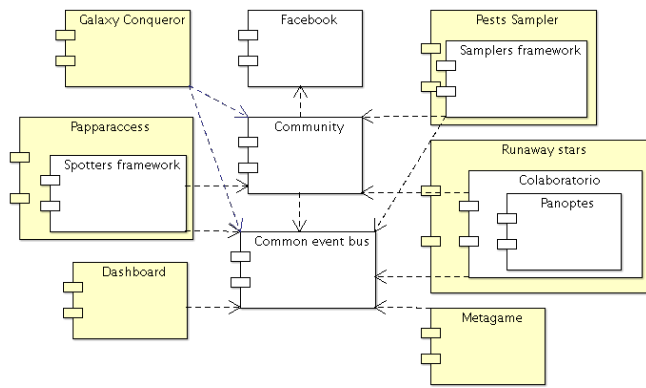 Galaxy Conqueror
Facebook
Pests Sampler
Samplers framework
Papparaccess
Spotters framework
Community
Runaway stars
Colaboratorio
Panoptes
Common event bus
Dashboard
Metagame